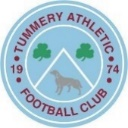 TUMMERY ATHLETIC
19 74
FOOTBALL CLUB